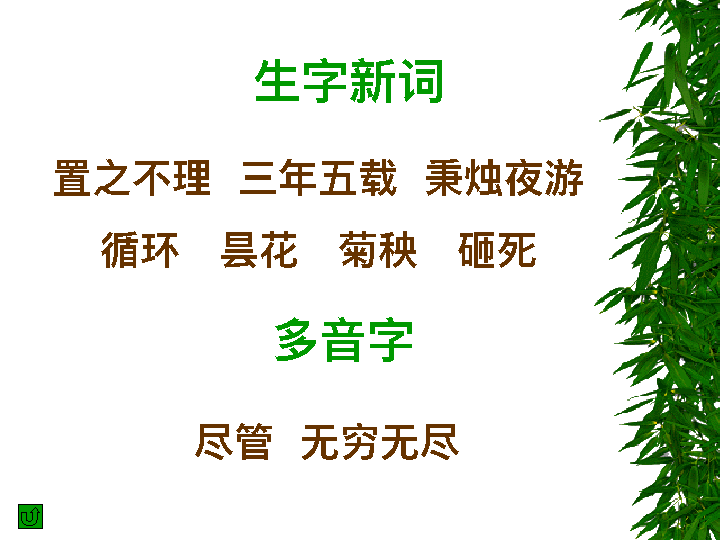 生字新词
置之不理 三年五载 秉烛夜游
循环 昙花 菊秧 砸死
多音字
尽管 无穷无尽